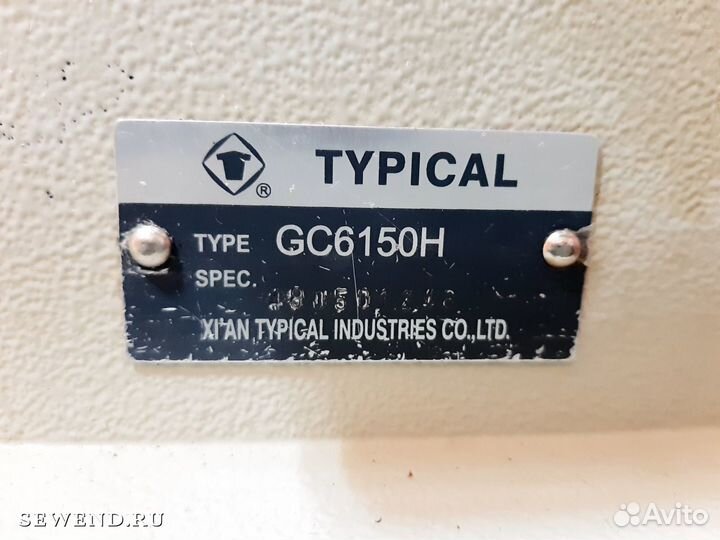 TYPICAL
®
TYPE GC6150H
SPEC.
XI'AN TYPICAL INDUSTRIES CO.,LTD.
SEWEND.RU
Avito